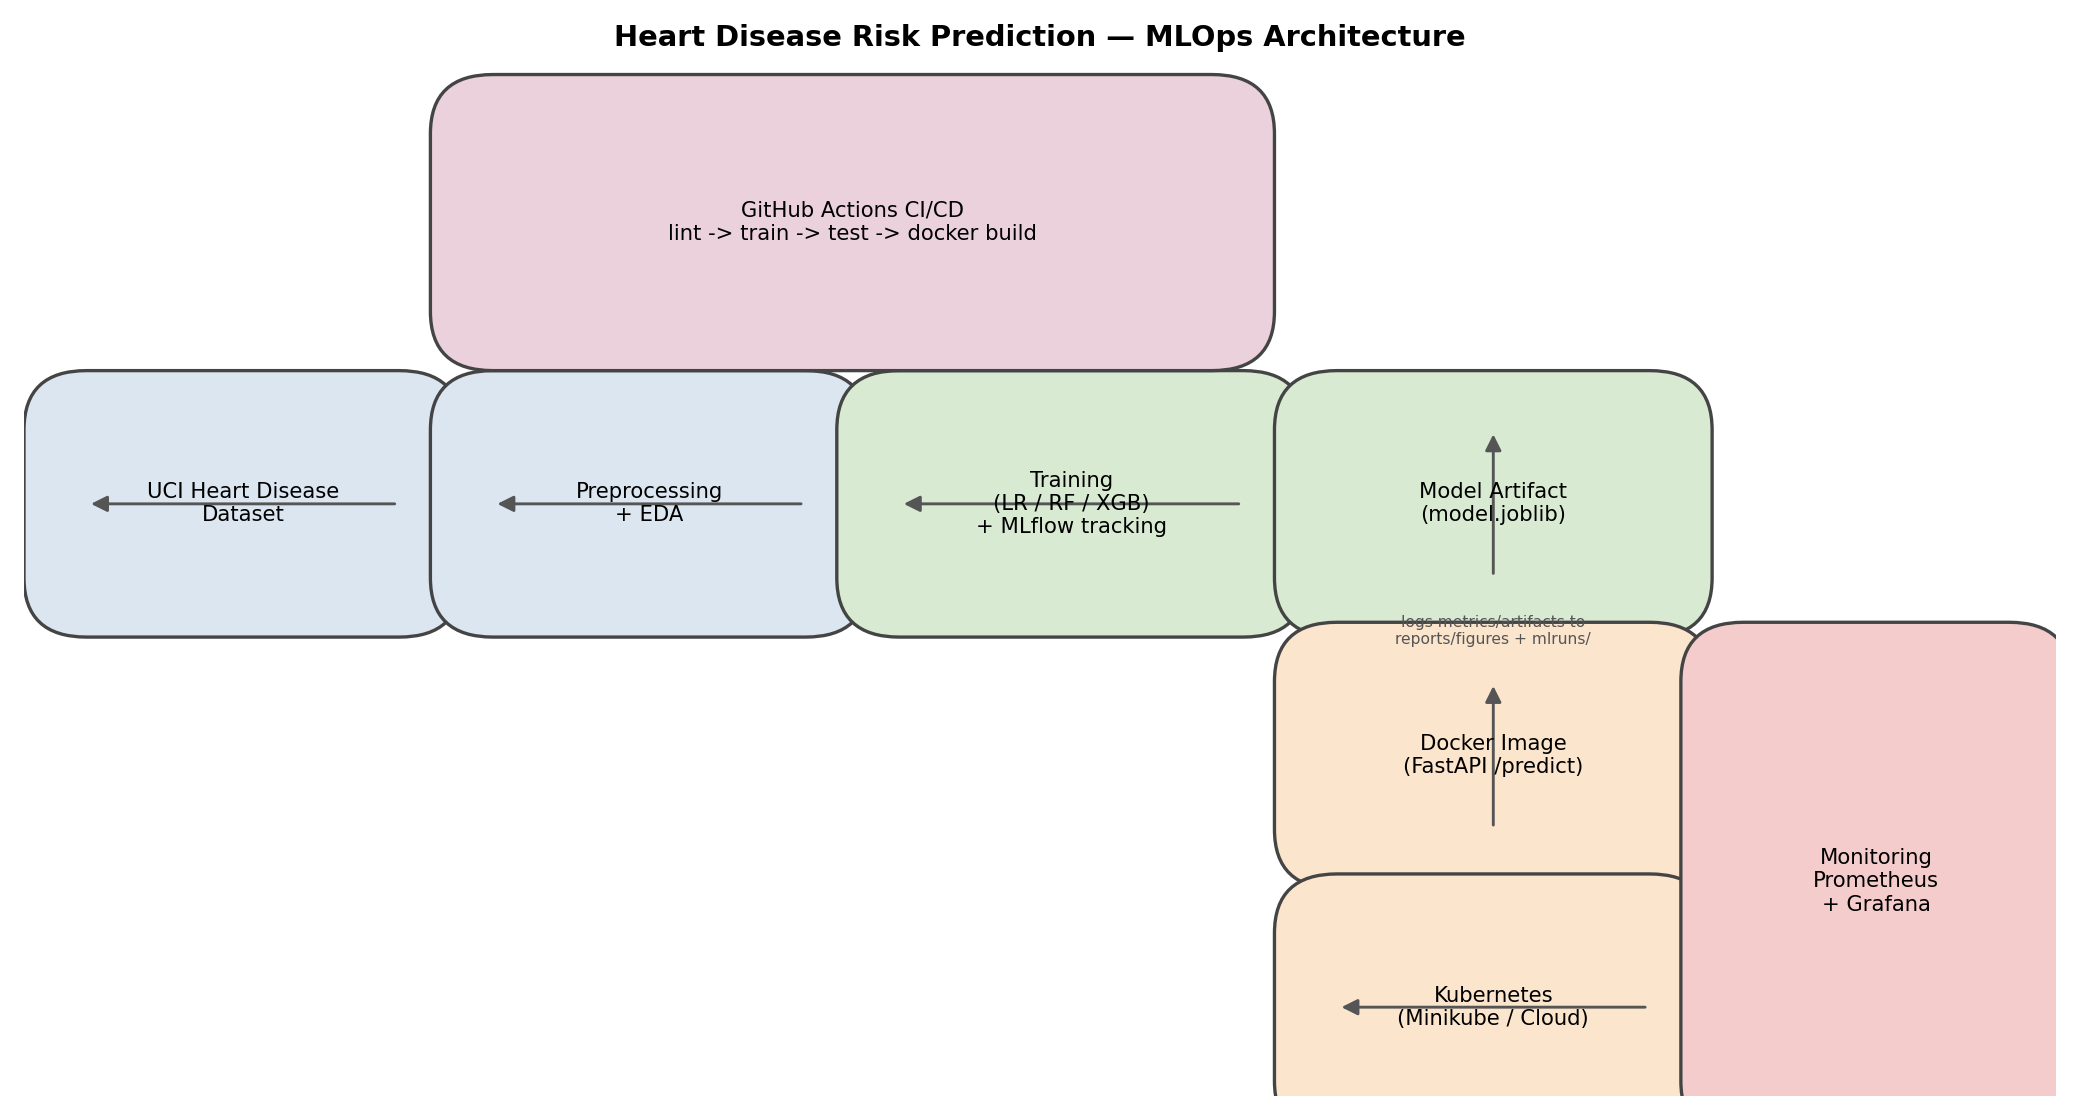 Heart Disease Risk Prediction — MLOps Architecture
GitHub Actions CI/CD
lint -> train -> test -> docker build
UCI Heart Disease
Dataset
Preprocessing
+ EDA
Training
(LR / RF / XGB)
+ MLflow tracking
Model Artifact
(model.joblib)
logs metrics/artifacts to
reports/figures + mlruns/
Docker Image
(FastAPI /predict)
Monitoring
Prometheus
+ Grafana
Kubernetes
(Minikube / Cloud)